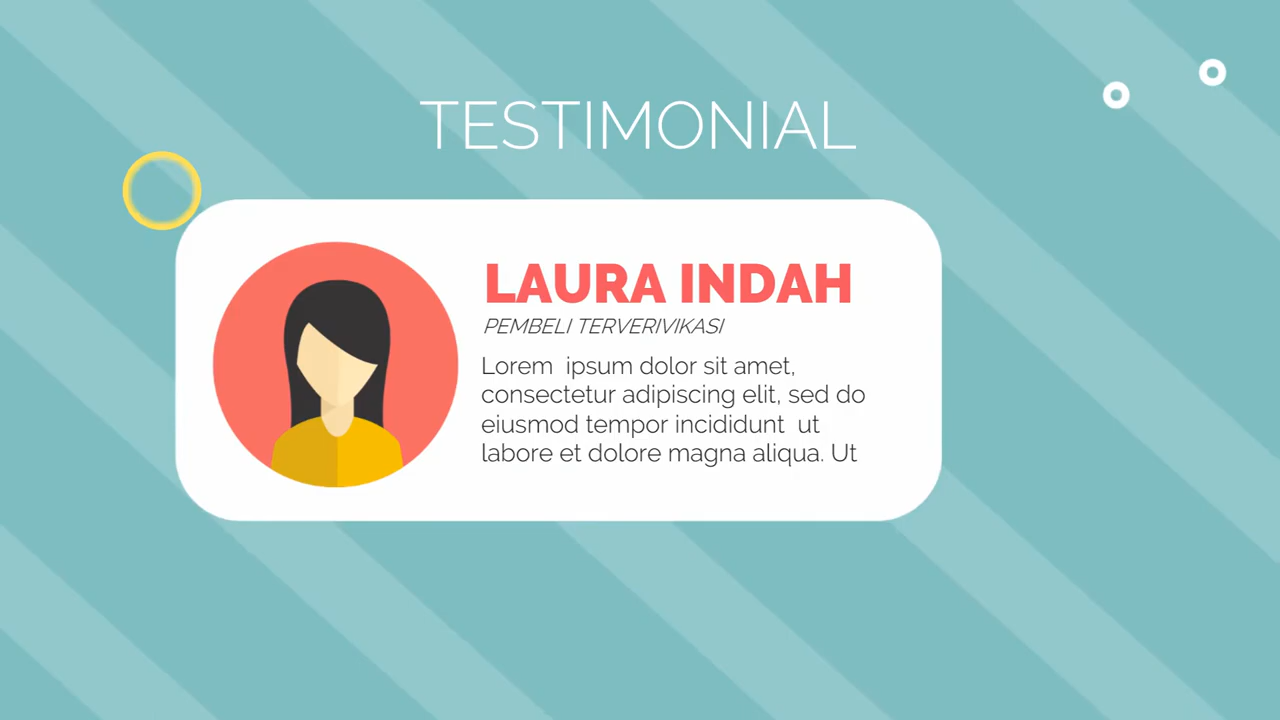 TESTIMONIAL
LAURA INDAH
PEMBELI TERVERIVIKASI
Lorem ipsum dolor sit amet,
consectetur adipiscing elit, sed do
eiusmod tempor incididunt ut
labore et dolore magna aliqua. Ut